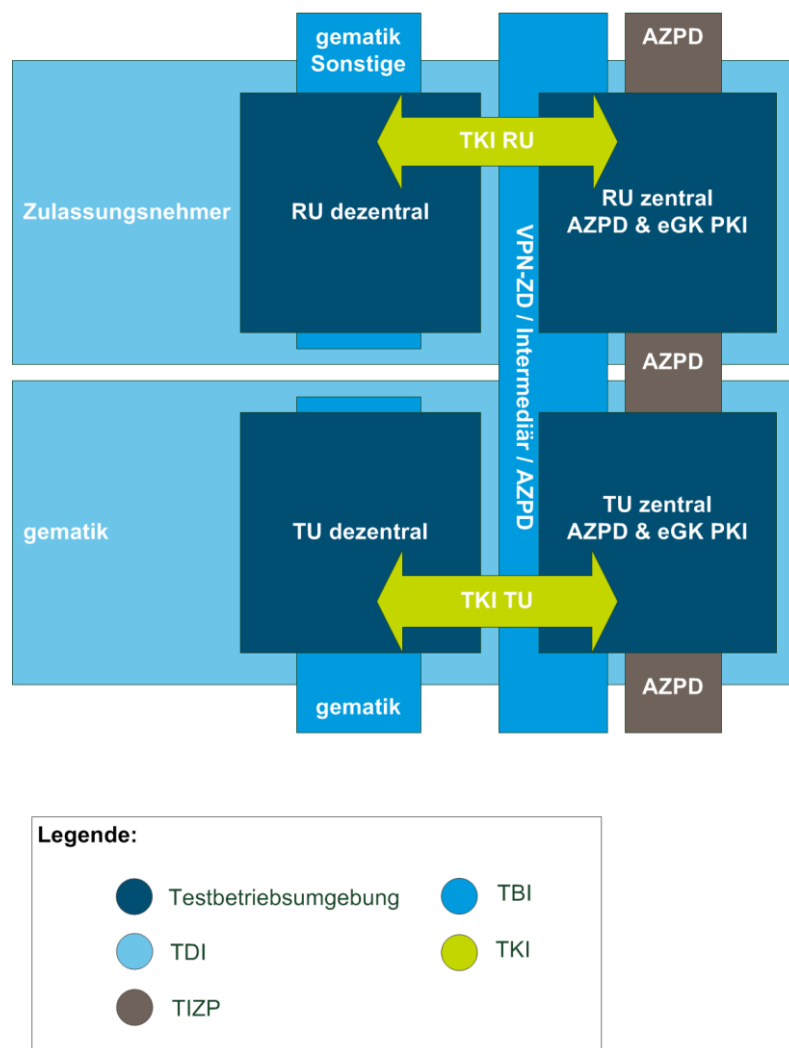 gematik
Sonstige
AZPD
TKI RU
Zulassungsnehmer
RU dezentral
RU zentral
AZPD & eGK PKI
VPN-ZD / Intermediär / AZPD
AZPD
gematik
TU dezentral
TU zentral
AZPD & eGK PKI
TKI TU
gematik
AZPD
Legende:
Testbetriebsumgebung
TBI
TDI
TKI
TIZP